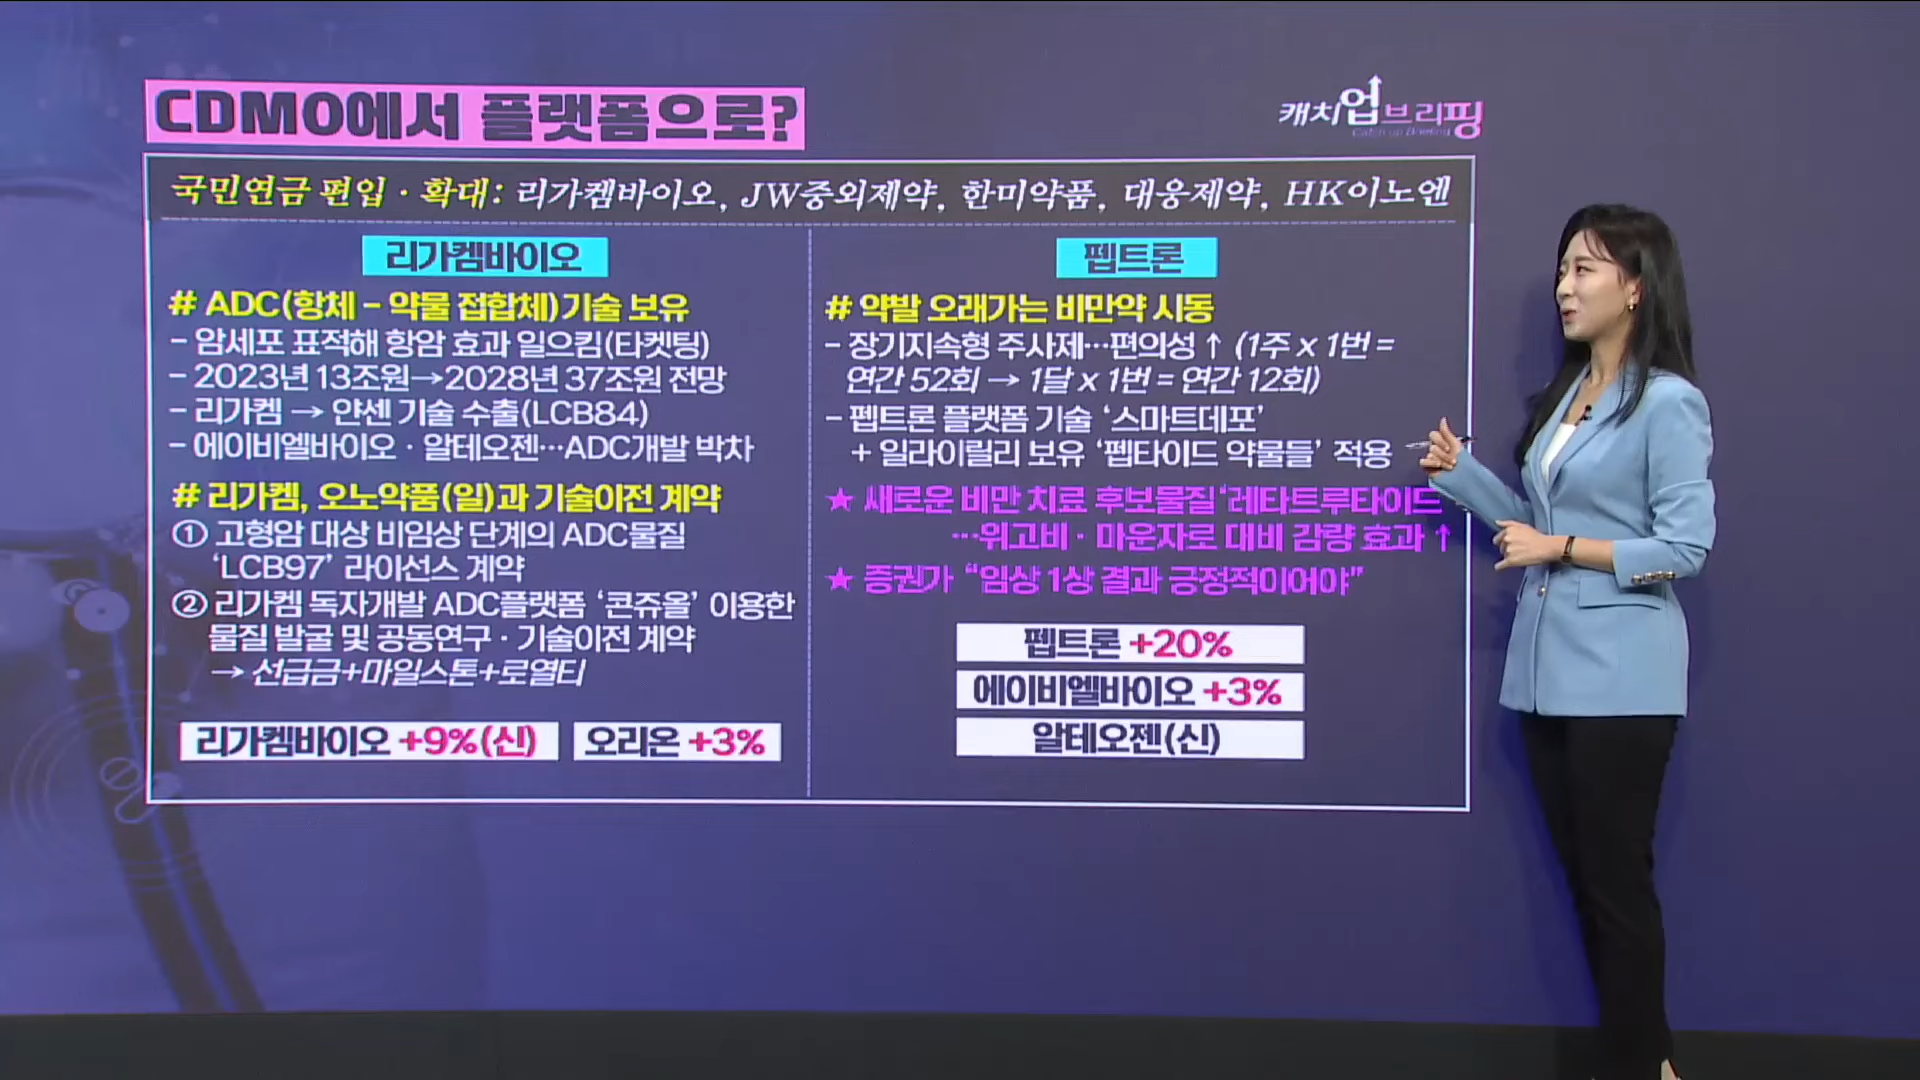 CDMO에서 플랫폼으로?
캐치업브리핑
Catch up Briefing
국민연금 편입·확대: 리가켐바이오, JW중외제약, 한미약품, 대웅제약, HK이노엔
리가켐바이오
# ADC(항체 - 약물 접합체)기술 보유
- 암세포 표적해 항암 효과 일으킴(타켓팅)
- 2023년 13조원→2028년 37조원 전망
- 리가켐 → 얀센 기술 수출(LCB84)
- 에이비엘바이오·알테오젠…ADC개발 박차
# 리가켐, 오노약품(일)과 기술이전 계약
① 고형암 대상 비임상 단계의 ADC물질
‘LCB97’ 라이선스 계약
② 리가켐 독자개발 ADC플랫폼 ‘콘쥬올’ 이용한
물질 발굴 및 공동연구·기술이전 계약
→ 선급금+마일스톤+로열티
리가켐바이오 +9%(신)
오리온 +3%
펩트론
# 약발 오래가는 비만약 시동
- 장기지속형 주사제…편의성 ↑ (1주 x 1번 =
연간 52회 → 1달 x 1번 = 연간 12회)
- 펩트론 플랫폼 기술 ‘스마트데포’
+ 일라이릴리 보유 ‘펩타이드 약물들’ 적용
★ 새로운 비만 치료 후보물질 ‘레타트루타이드’
…위고비·마운자로 대비 감량 효과 ↑
★ 증권가 “임상 1상 결과 긍정적이어야”
펩트론 +20%
에이비엘바이오 +3%
알테오젠(신)